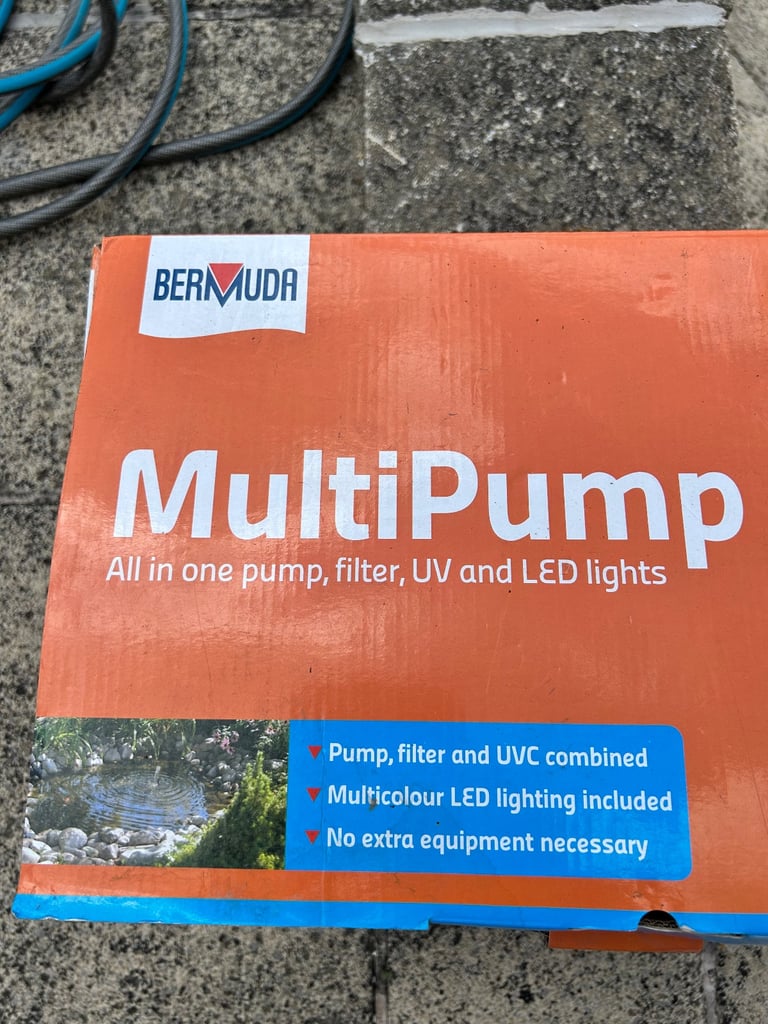 BERMUDA
MultiPump
All in one pump, filter, UV and LED lights
Pump, filter and UVC combined
Multicolour LED lighting included
No extra equipment necessary